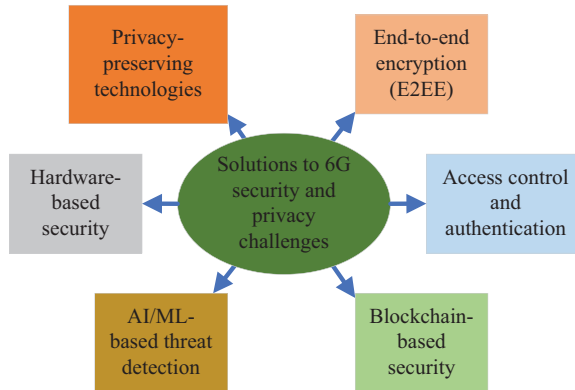 Privacy-
preserving
technologies
End-to-end
encryption
(E2EE)
Solutions to 6G
security and
privacy
challenges
Hardware-
based
security
Access control
and
authentication
AI/ML-
based threat
detection
Blockchain-
based
security